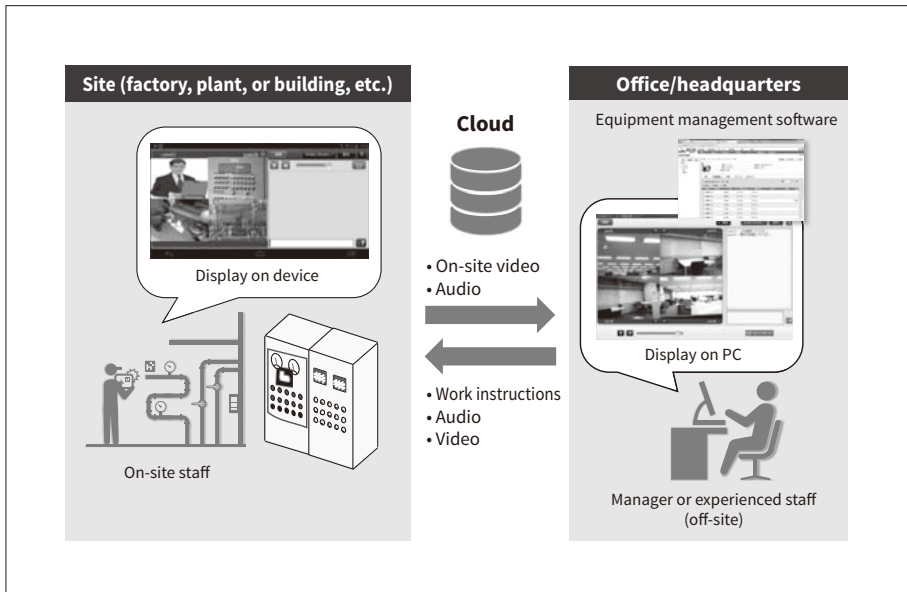 Site (factory, plant, or building, etc.)
Display on device
On-site staff
Cloud
• On-site video
• Audio
• Work instructions
• Audio
• Video
Office/headquarters
Equipment management software
Display on PC
Manager or experienced staff
(off-site)